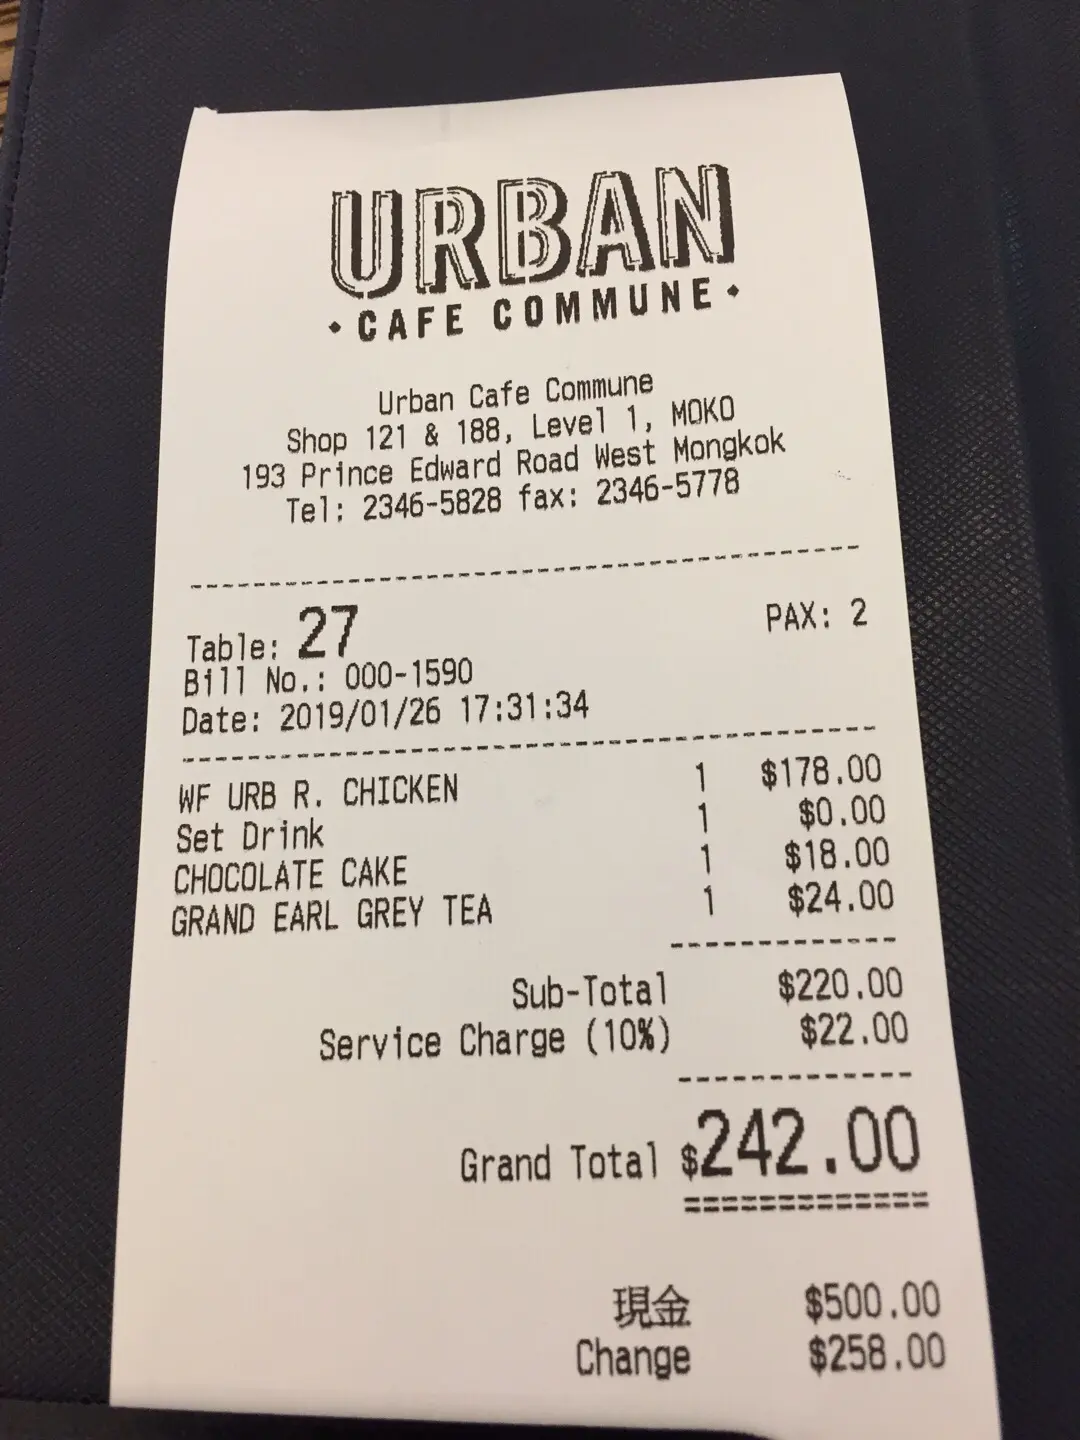 URBAN
• CAFE COMMUNE •
Urban Cafe Commune
Shop 121 & 188, Level 1, MOKO
193 Prince Edward Road West Mongkok
Tel: 2346-5828 fax: 2346-5778
Table: 27 PAX: 2
Bill No.: 000-1590
Date: 2019/01/26 17:31:34
WF URB R. CHICKEN 1 $178.00
Set Drink 1 $0.00
CHOCOLATE CAKE 1 $18.00
GRAND EARL GREY TEA 1 $24.00
Sub-Total $220.00
Service Charge (10%) $22.00
Grand Total $242.00
現金 $500.00
Change $258.00